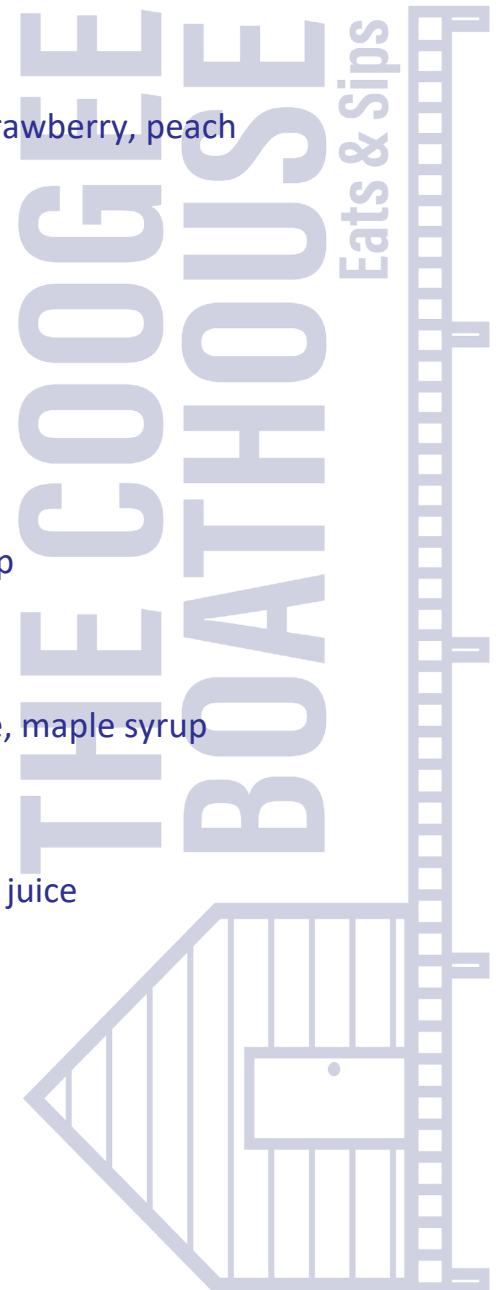 rawberry, peach
p
e, maple syrup
juice
THE COOGEE
BOATHOUSE
Eats & Sips